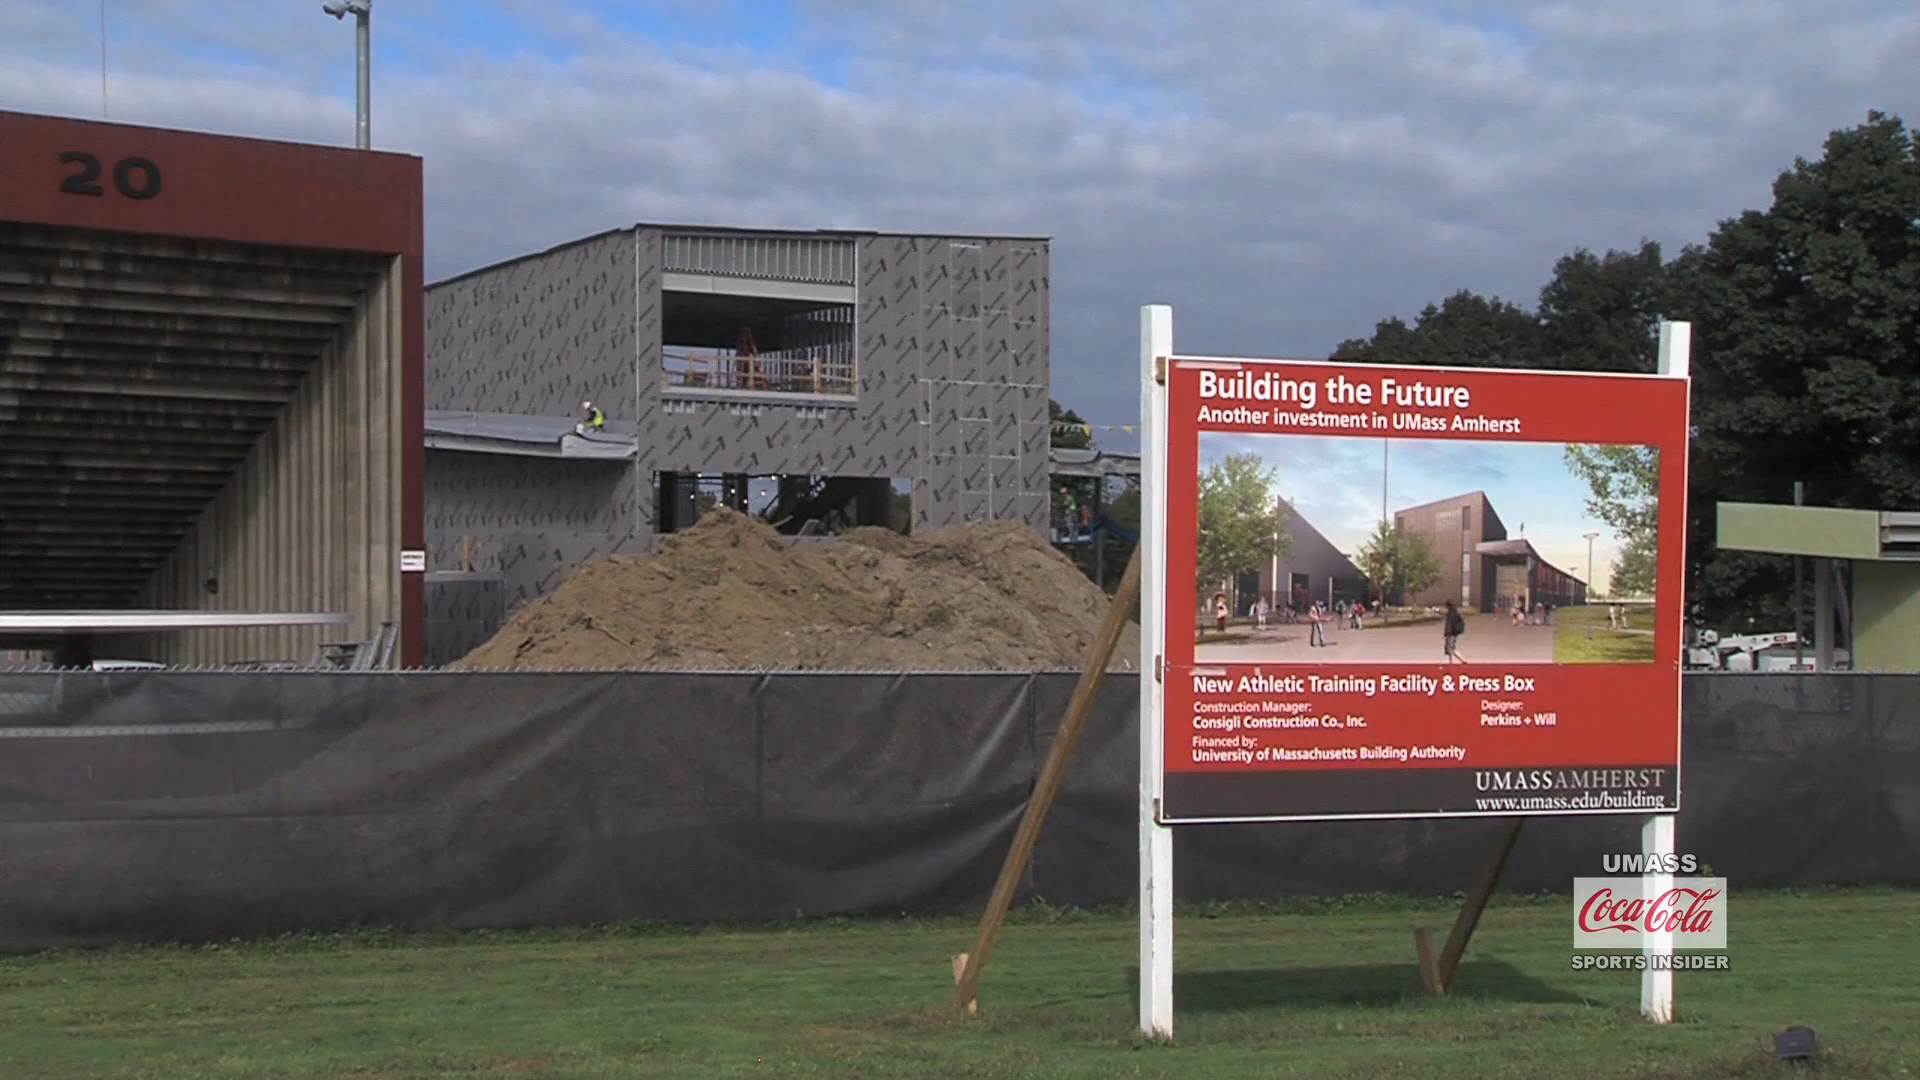 20
Building the Future
Another investment in UMass Amherst
New Athletic Training Facility & Press Box
Construction Manager:
Consigli Construction Co., Inc.
Designer:
Perkins + Will
Financed by:
University of Massachusetts Building Authority
UMASSAMHERST
www.umass.edu/building
UMASS
Coca-Cola
SPORTS INSIDER